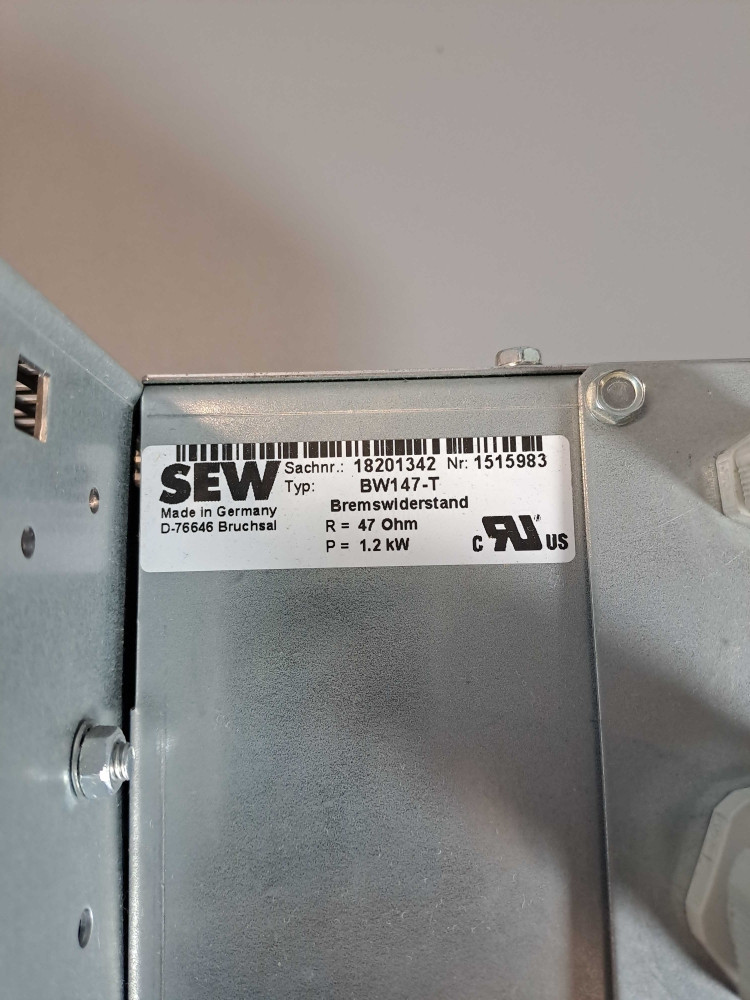 SEW
Sachnr.: 18201342 Nr: 1515983
Typ: BW147-T
Bremswiderstand
Made in Germany
D-76646 Bruchsal
R = 47 Ohm
P = 1.2 kW
C RU US